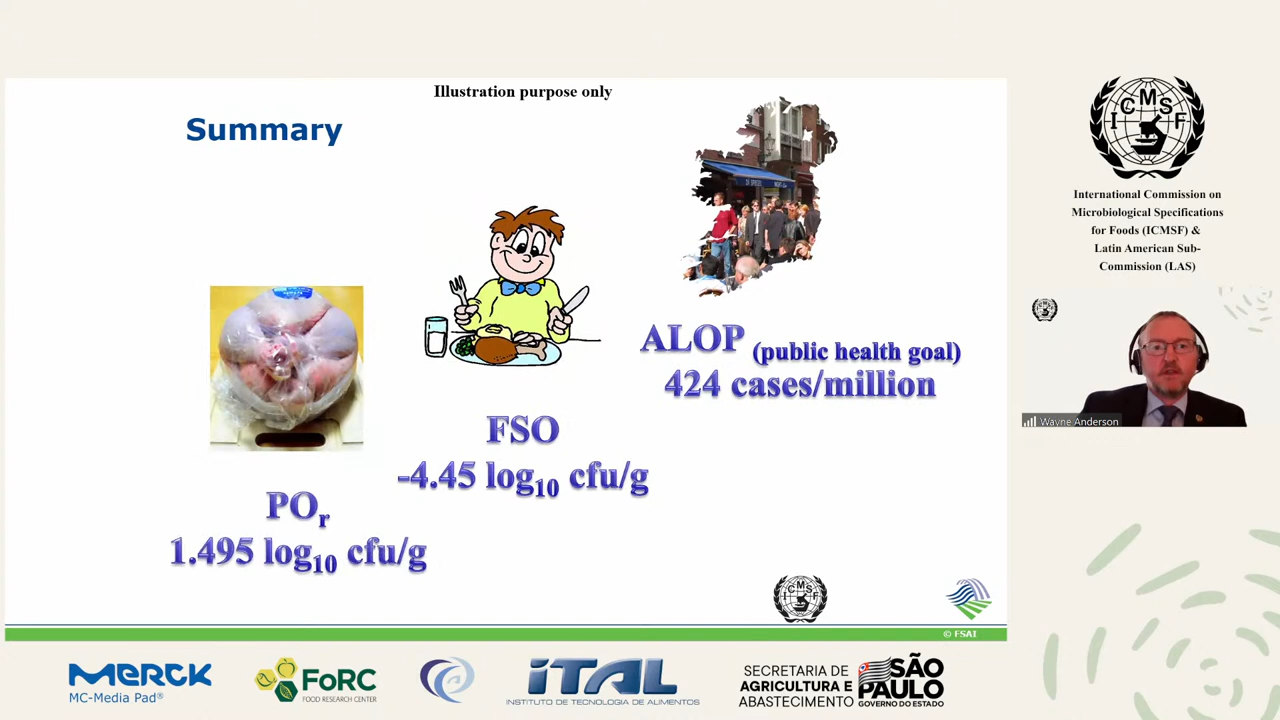 Illustration purpose only
Summary
ALOP (public health goal)
424 cases/million
FSO
-4.45 log10 cfu/g
POr
1.495 log10 cfu/g
ICMSF
© FSAI
ICMSF
International Commission on
Microbiological Specifications
for Foods (ICMSF) &
Latin American Sub-
Commission (LAS)
Wayne Anderson
MERCK
MC-Media Pad®
FoRC
FOOD RESEARCH CENTER
iTAL
INSTITUTO DE TECNOLOGIA DE ALIMENTOS
SECRETARIA DE
AGRICULTURA E
ABASTECIMENTO
SÃO
PAULO
GOVERNO DO ESTADO